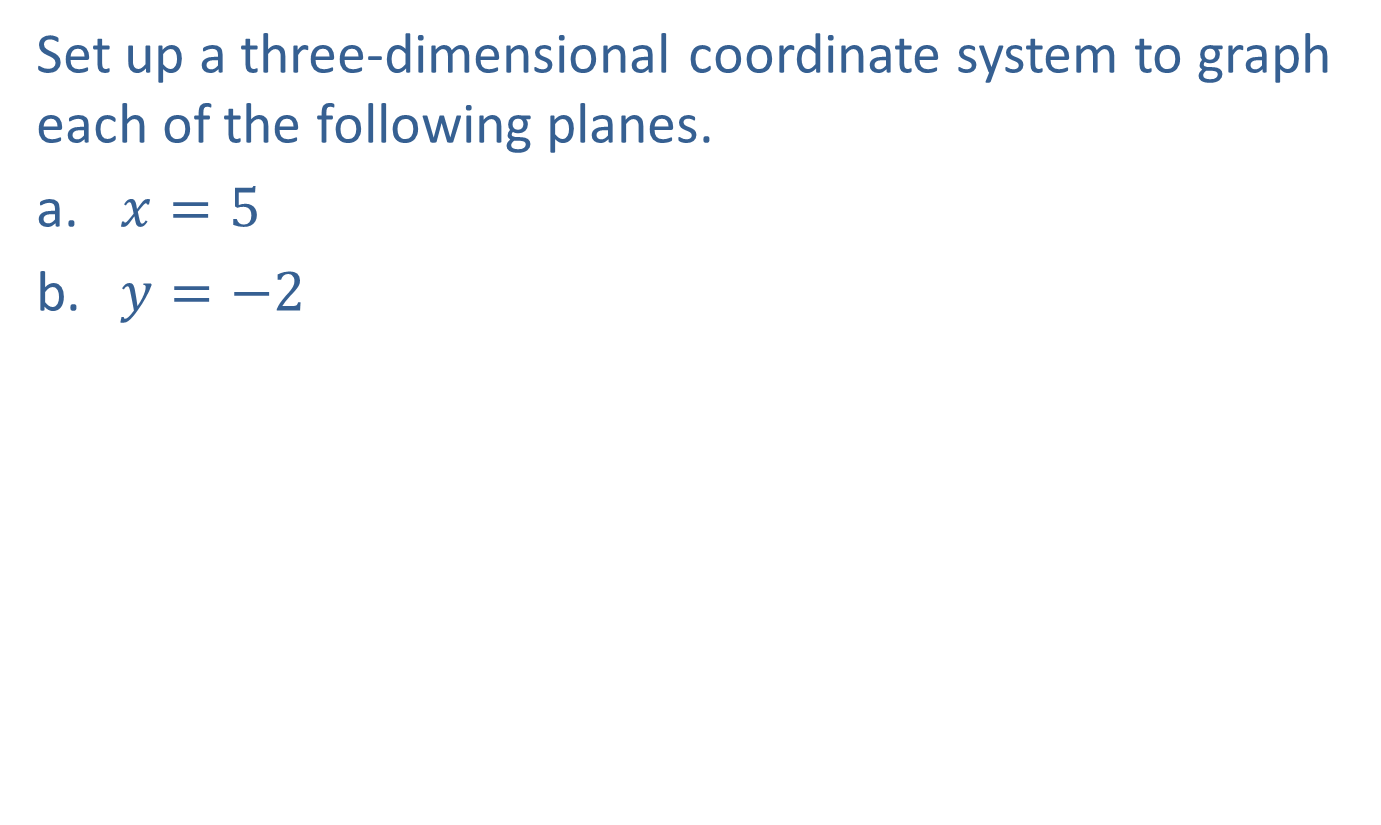 Set up a three-dimensional coordinate system to graph
each of the following planes.
a. x = 5
b. y = −2